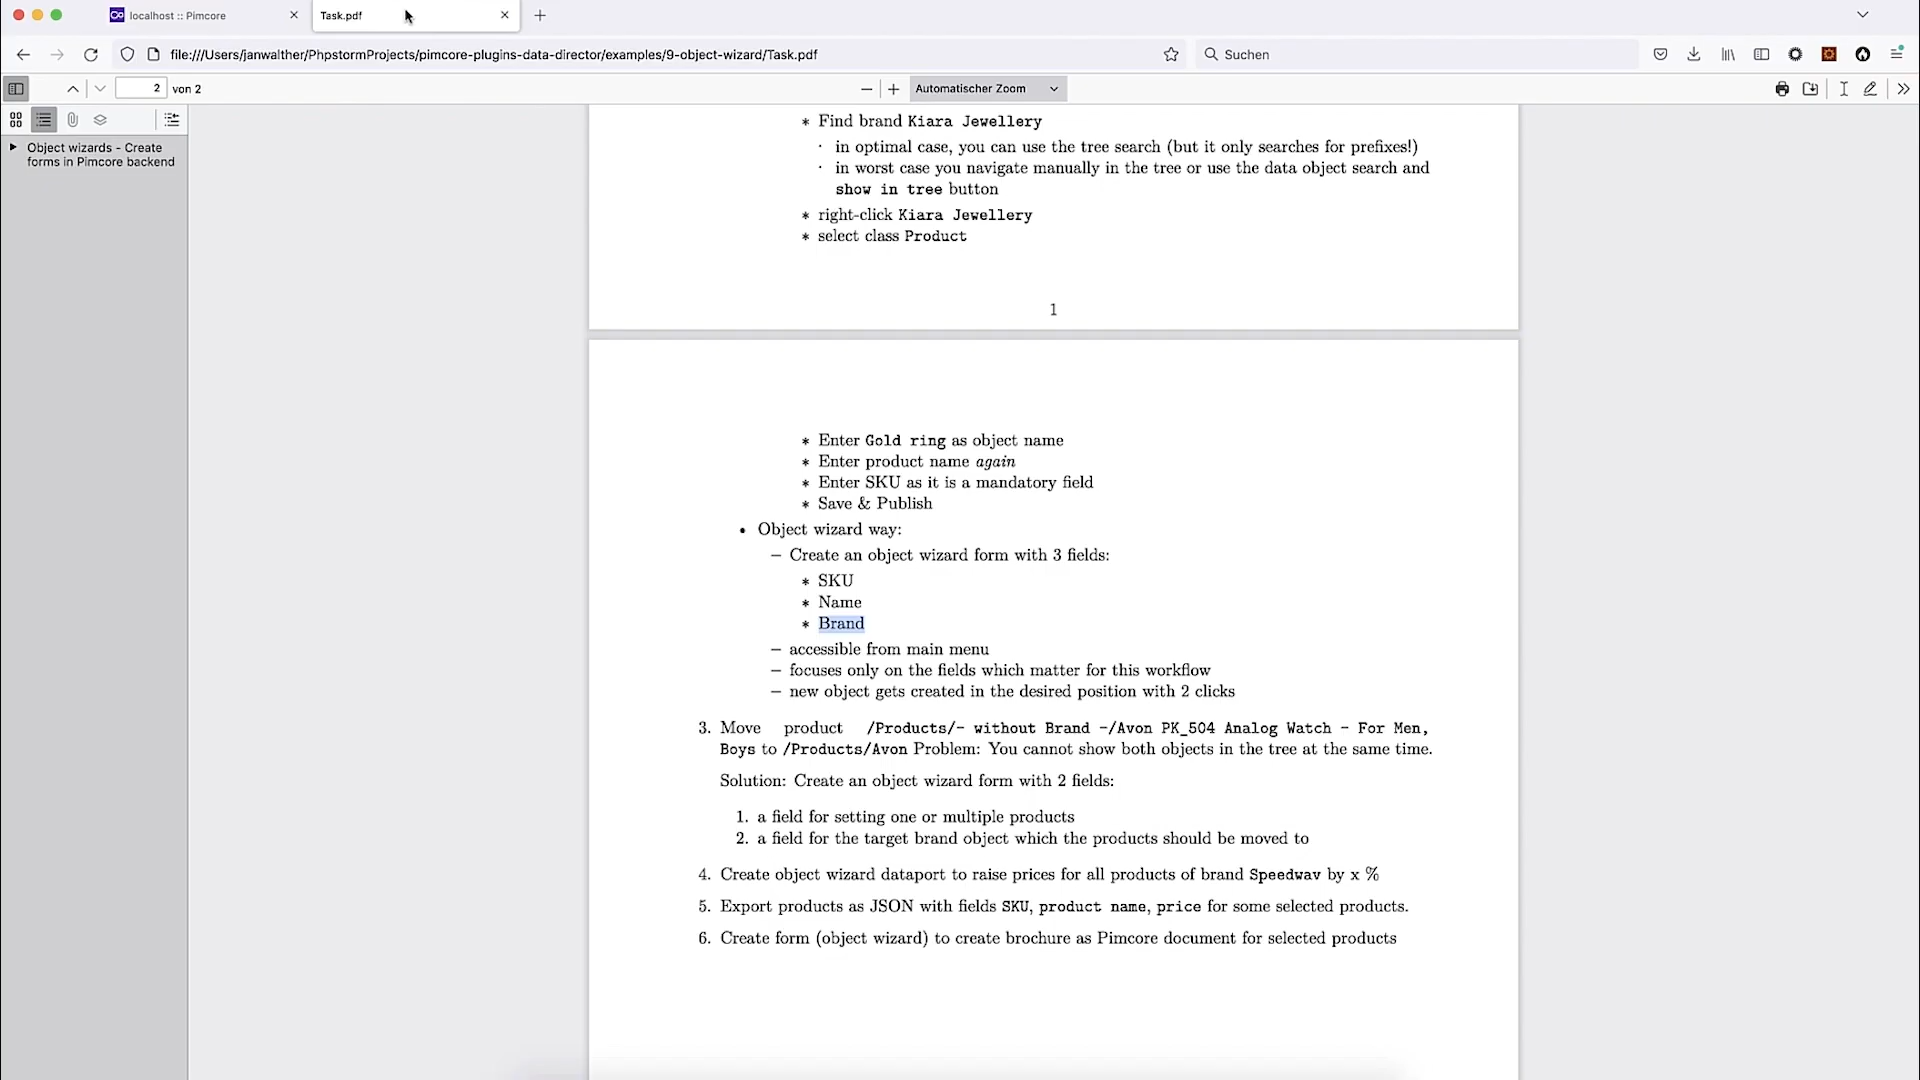 localhost :: Pimcore
Task.pdf
file:///Users/janwalther/PhpstormProjects/pimcore-plugins-data-director/examples/9-object-wizard/Task.pdf
Suchen
2 von 2
Automatischer Zoom
Object wizards - Create
forms in Pimcore backend
* Find brand Kiara Jewellery
· in optimal case, you can use the tree search (but it only searches for prefixes!)
· in worst case you navigate manually in the tree or use the data object search and
show in tree button
* right-click Kiara Jewellery
* select class Product
1
* Enter Gold ring as object name
* Enter product name again
* Enter SKU as it is a mandatory field
* Save & Publish
• Object wizard way:
– Create an object wizard form with 3 fields:
* SKU
* Name
* Brand
– accessible from main menu
– focuses only on the fields which matter for this workflow
– new object gets created in the desired position with 2 clicks
3. Move product /Products/- without Brand -/Avon PK_504 Analog Watch - For Men,
Boys to /Products/Avon Problem: You cannot show both objects in the tree at the same time.
Solution: Create an object wizard form with 2 fields:
1. a field for setting one or multiple products
2. a field for the target brand object which the products should be moved to
4. Create object wizard dataport to raise prices for all products of brand Speedwav by x %
5. Export products as JSON with fields SKU, product name, price for some selected products.
6. Create form (object wizard) to create brochure as Pimcore document for selected products